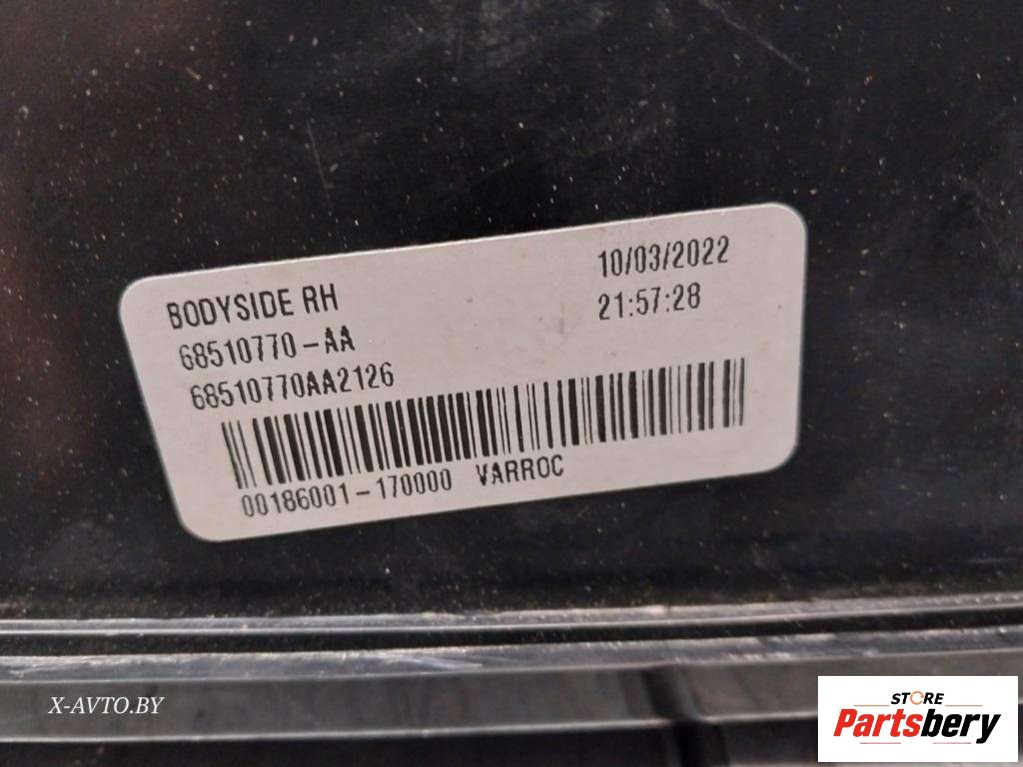 BODYSIDE RH
10/03/2022
68510770-AA
21:57:28
68510770AA2126
00186001-170000 VARROC
X-AVTO.BY
STORE
Partsbery